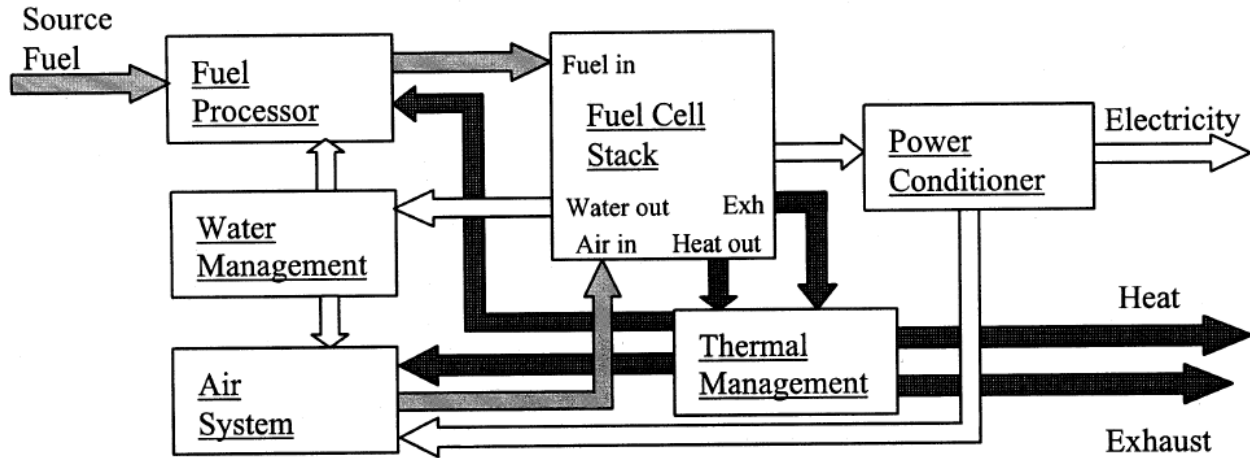 Source
Fuel
Fuel
Processor
Fuel in
Fuel Cell
Stack
Water out
Exh
Air in
Heat out
Power
Conditioner
Electricity
Water
Management
Thermal
Management
Heat
Exhaust
Air
System